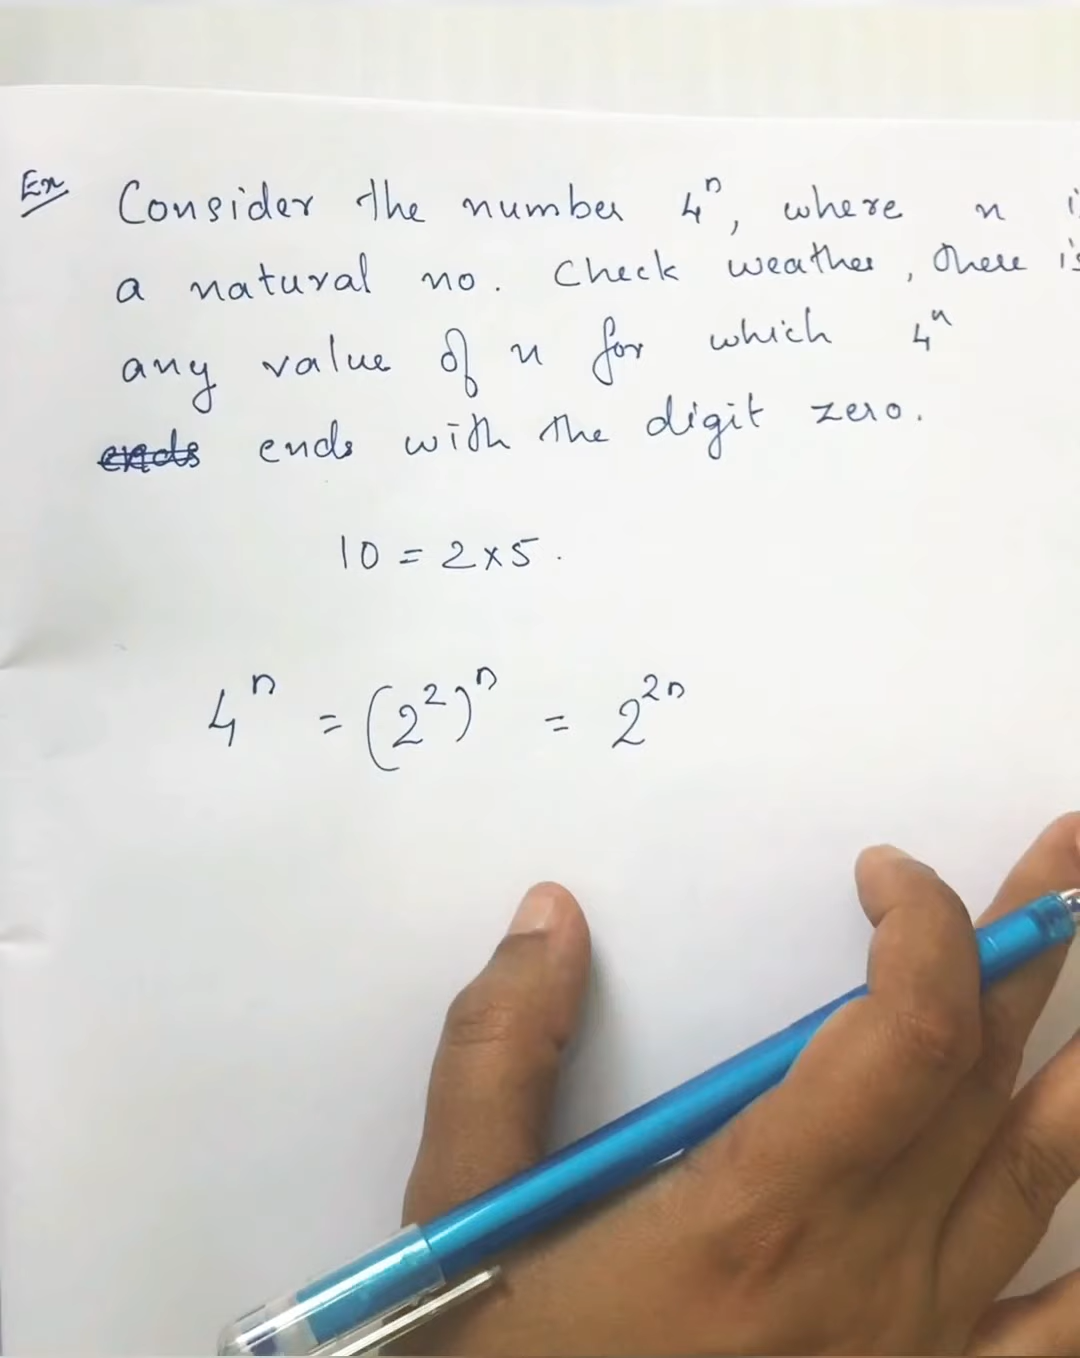 Ex Consider the number 4ⁿ, where n i
a natural no. Check weather, there is
any value of n for which 4ⁿ
ends with the digit zero.
10 = 2×5.
4ⁿ = (2²)ⁿ = 2²ⁿ